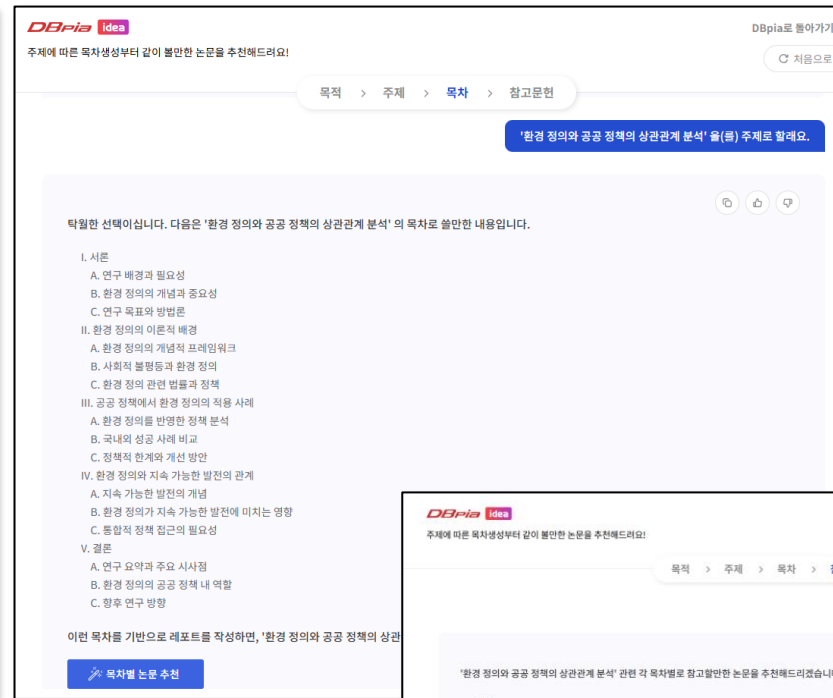 DBpia idea
DBpia로 돌아가기
주제에 따른 목차생성부터 같이 볼만한 논문을 추천해드려요!
처음으로
목적 > 주제 > 목차 > 참고문헌
'환경 정의와 공공 정책의 상관관계 분석' 을(를) 주제로 할래요.
탁월한 선택이십니다. 다음은 '환경 정의와 공공 정책의 상관관계 분석' 의 목차로 쓸만한 내용입니다.
I. 서론
A. 연구 배경과 필요성
B. 환경 정의의 개념과 중요성
C. 연구 목표와 방법론
II. 환경 정의의 이론적 배경
A. 환경 정의의 개념적 프레임워크
B. 사회적 불평등과 환경 정의
C. 환경 정의 관련 법률과 정책
III. 공공 정책에서 환경 정의의 적용 사례
A. 환경 정의를 반영한 정책 분석
B. 국내외 성공 사례 비교
C. 정책적 한계와 개선 방안
IV. 환경 정의와 지속 가능한 발전의 관계
A. 지속 가능한 발전의 개념
B. 환경 정의가 지속 가능한 발전에 미치는 영향
C. 통합적 정책 접근의 필요성
V. 결론
A. 연구 요약과 주요 시사점
B. 환경 정의의 공공 정책 내 역할
C. 향후 연구 방향
이런 목차를 기반으로 레포트를 작성하면, '환경 정의와 공공 정책의 상관
목차별 논문 추천
DBpia idea
주제에 따른 목차생성부터 같이 볼만한 논문을 추천해드려요!
목적 > 주제 > 목차 >
'환경 정의와 공공 정책의 상관관계 분석' 관련 각 목차별로 참고할만한 논문을 추천해드리겠습니